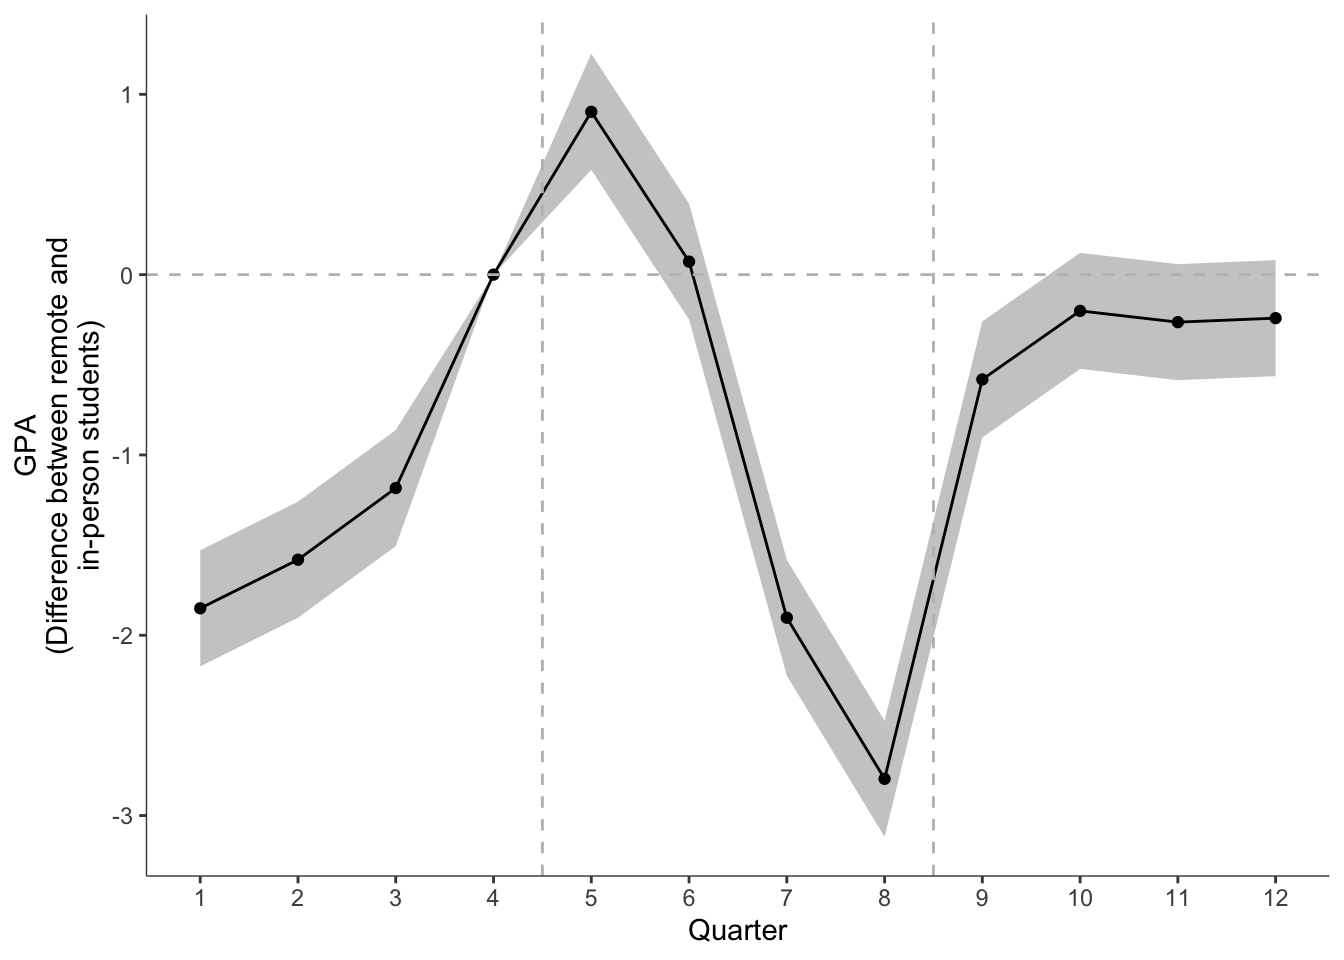 GPA
(Difference between remote and
in-person students)
1
0
-1
-2
-3
1 2 3 4 5 6 7 8 9 10 11 12
Quarter